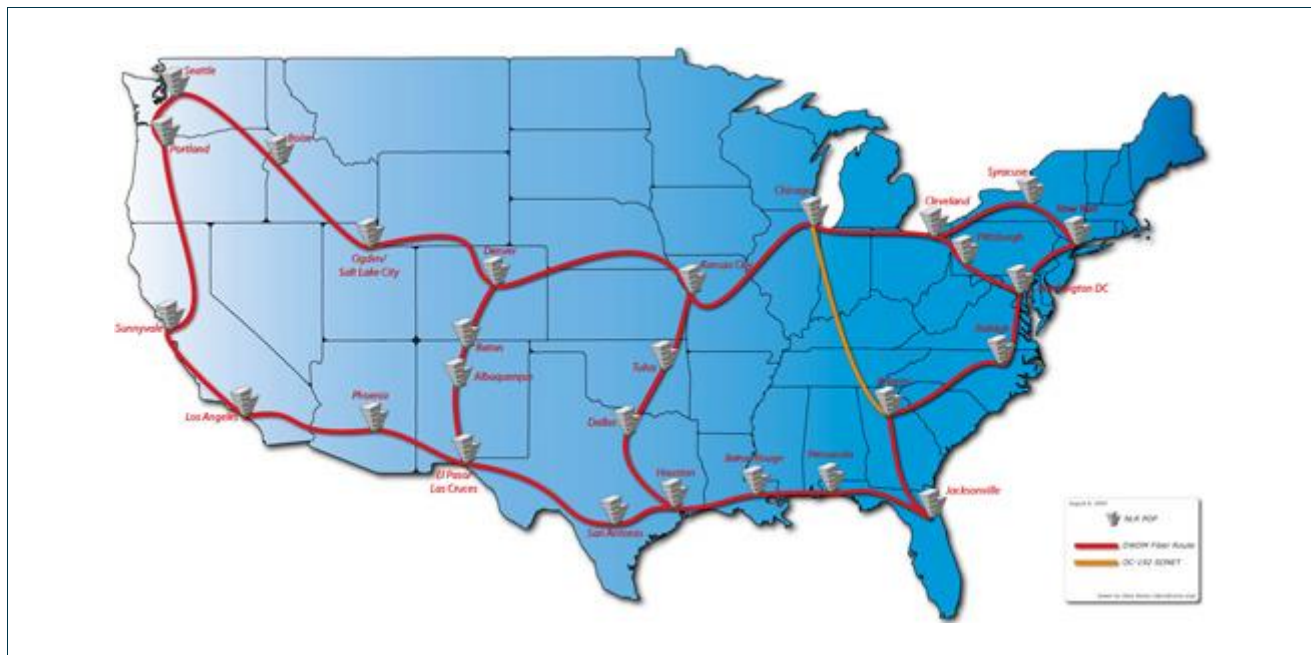 Seattle
Portland
Boise
Ogden/
Salt Lake City
Denver
Kansas City
Chicago
Cleveland
Pittsburgh
Syracuse
New York
Washington DC
Raleigh
Atlanta
Jacksonville
Pensacola
Baton Rouge
Houston
San Antonio
Dallas
Tulsa
Raton
Albuquerque
El Paso/
Las Cruces
Phoenix
Los Angeles
Sunnyvale
NLR POP
DWDM Fiber Route
OC-192 SONET